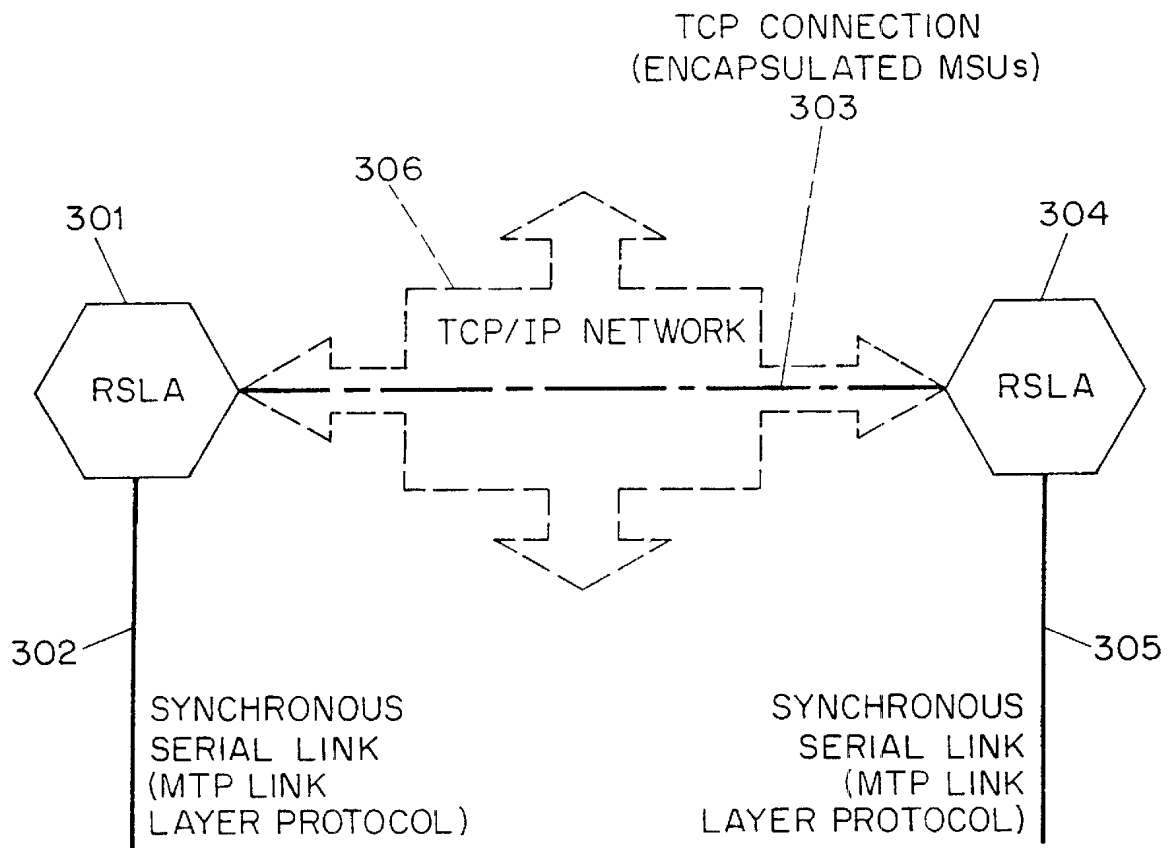 TCP CONNECTION
(ENCAPSULATED MSUs)
303
306
301
304
TCP/IP NETWORK
RSLA
RSLA
302
305
SYNCHRONOUS
SERIAL LINK
(MTP LINK
LAYER PROTOCOL)
SYNCHRONOUS
SERIAL LINK
(MTP LINK
LAYER PROTOCOL)